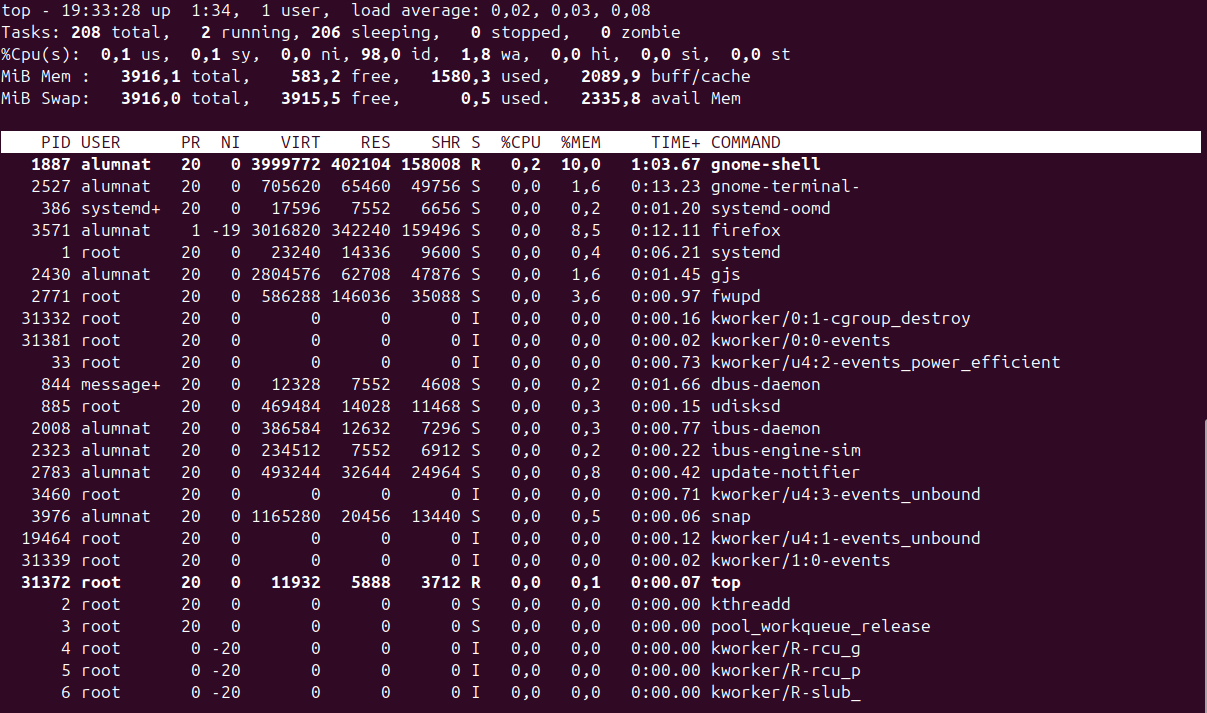 top - 19:33:28 up  1:34,  1 user,  load average: 0,02, 0,03, 0,08
Tasks: 208 total,   2 running, 206 sleeping,   0 stopped,   0 zombie
%Cpu(s):  0,1 us,  0,1 sy,  0,0 ni, 98,0 id,  1,8 wa,  0,0 hi,  0,0 si,  0,0 st
MiB Mem :   3916,1 total,    583,2 free,   1580,3 used,   2089,9 buff/cache
MiB Swap:   3916,0 total,   3915,5 free,      0,5 used.   2335,8 avail Mem
    PID USER      PR  NI    VIRT    RES    SHR S  %CPU  %MEM     TIME+ COMMAND
   1887 alumnat   20   0 3999772 402104 158008 R   0,2  10,0   1:03.67 gnome-shell
   2527 alumnat   20   0  705620  65460  49756 S   0,0   1,6   0:13.23 gnome-terminal-
    386 systemd+  20   0   17596   7552   6656 S   0,0   0,2   0:01.20 systemd-oomd
   3571 alumnat    1 -19 3016820 342240 159496 S   0,0   8,5   0:12.11 firefox
      1 root      20   0   23240  14336   9600 S   0,0   0,4   0:06.21 systemd
   2430 alumnat   20   0 2804576  62708  47876 S   0,0   1,6   0:01.45 gjs
   2771 root      20   0  586288 146036  35088 S   0,0   3,6   0:00.97 fwupd
  31332 root      20   0       0      0      0 I   0,0   0,0   0:00.16 kworker/0:1-cgroup_destroy
  31381 root      20   0       0      0      0 I   0,0   0,0   0:00.02 kworker/0:0-events
     33 root      20   0       0      0      0 I   0,0   0,0   0:00.73 kworker/u4:2-events_power_efficient
    844 message+  20   0   12328   7552   4608 S   0,0   0,2   0:01.66 dbus-daemon
    885 root      20   0  469484  14028  11468 S   0,0   0,3   0:00.15 udisksd
   2008 alumnat   20   0  386584  12632   7296 S   0,0   0,3   0:00.77 ibus-daemon
   2323 alumnat   20   0  234512   7552   6912 S   0,0   0,2   0:00.22 ibus-engine-sim
   2783 alumnat   20   0  493244  32644  24964 S   0,0   0,8   0:00.42 update-notifier
   3460 root      20   0       0      0      0 I   0,0   0,0   0:00.71 kworker/u4:3-events_unbound
   3976 alumnat   20   0 1165280  20456  13440 S   0,0   0,5   0:00.06 snap
  19464 root      20   0       0      0      0 I   0,0   0,0   0:00.12 kworker/u4:1-events_unbound
  31339 root      20   0       0      0      0 I   0,0   0,0   0:00.02 kworker/1:0-events
  31372 root      20   0   11932   5888   3712 R   0,0   0,1   0:00.07 top
      2 root      20   0       0      0      0 S   0,0   0,0   0:00.00 kthreadd
      3 root      20   0       0      0      0 S   0,0   0,0   0:00.00 pool_workqueue_release
      4 root       0 -20       0      0      0 I   0,0   0,0   0:00.00 kworker/R-rcu_g
      5 root       0 -20       0      0      0 I   0,0   0,0   0:00.00 kworker/R-rcu_p
      6 root       0 -20       0      0      0 I   0,0   0,0   0:00.00 kworker/R-slub_